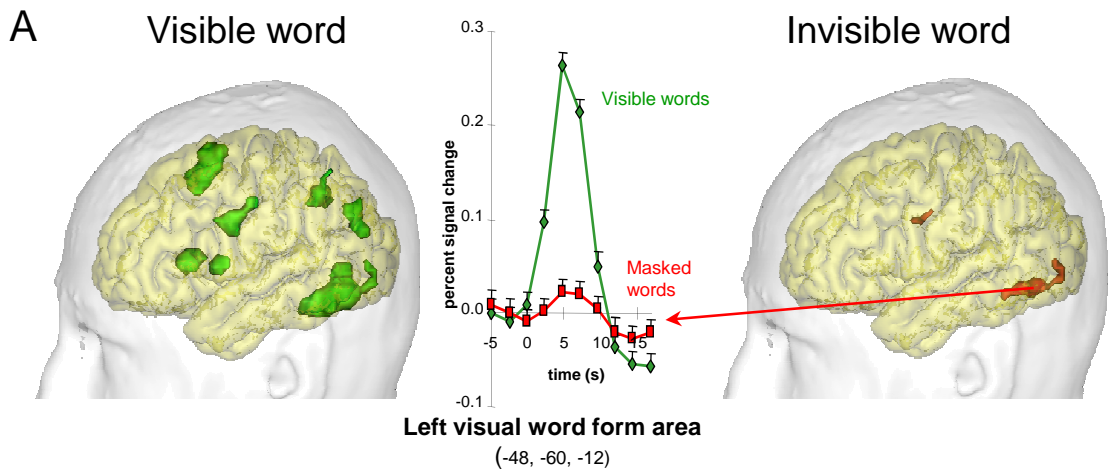 A
Visible word
Invisible word
percent signal change
0.3
0.2
0.1
0.0
-0.1
-5
0
5
10
15
time (s)
Visible words
Masked
words
Left visual word form area
(-48, -60, -12)